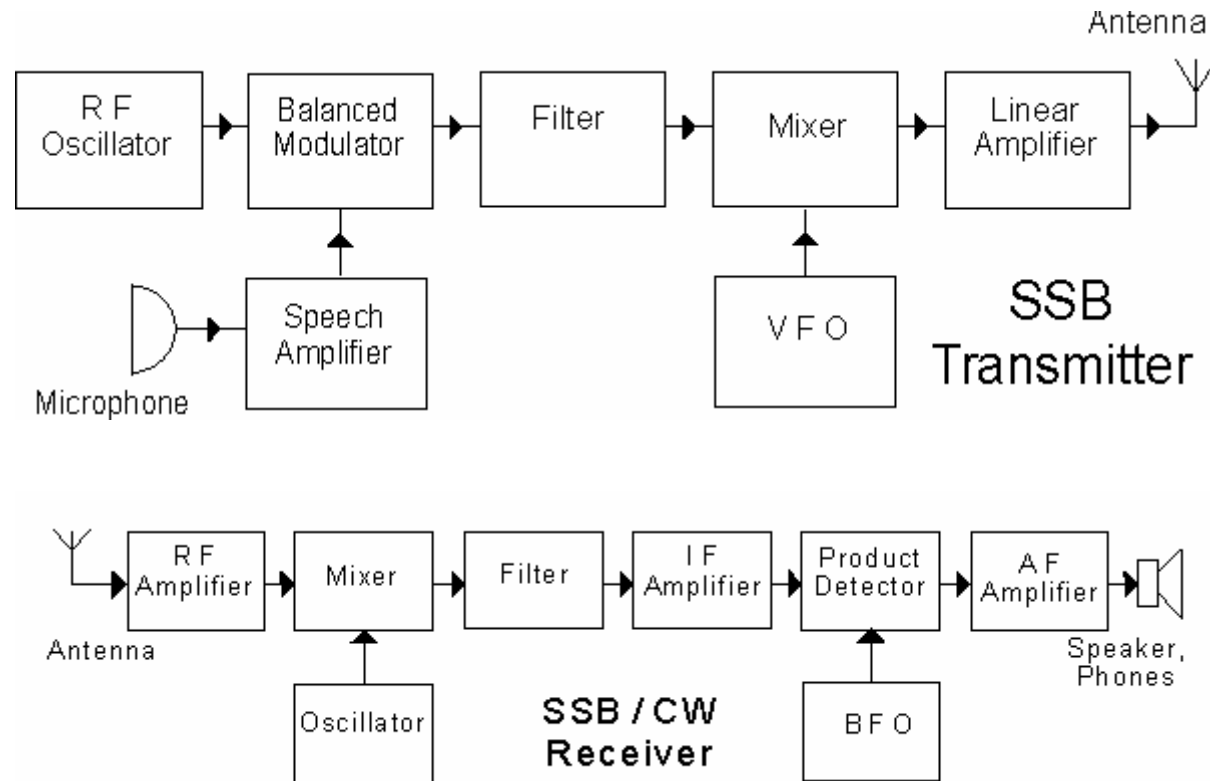 Antenna
R F
Oscillator
Balanced
Modulator
Filter
Mixer
Linear
Amplifier
Speech
Amplifier
V F O
SSB
Transmitter
Microphone
R F
Amplifier
Mixer
Filter
I F
Amplifier
Product
Detector
A F
Amplifier
Antenna
Speaker,
Phones
Oscillator
SSB / CW
Receiver
B F O